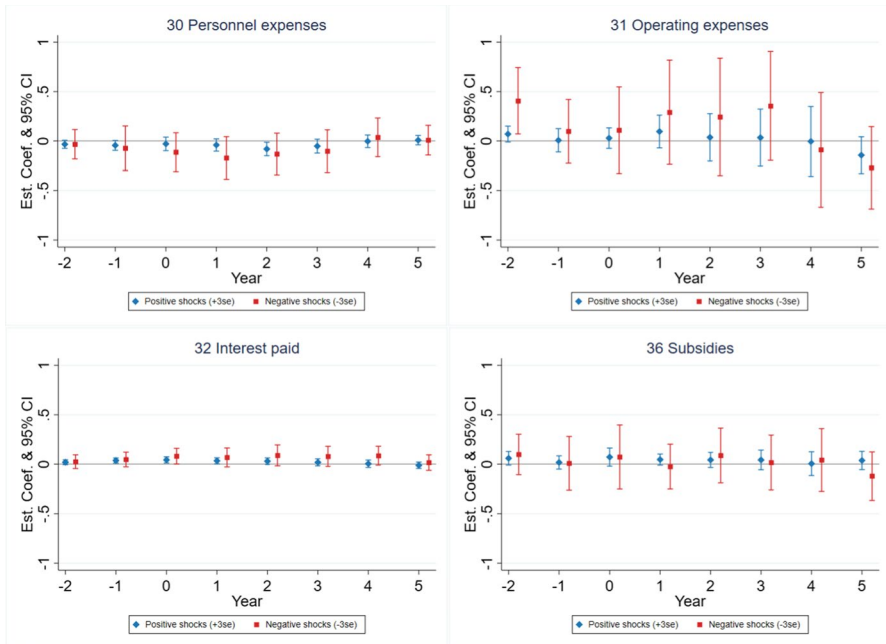 30 Personnel expenses
Est. Coef. & 95% CI
1
.5
0
-.5
-1
-2 -1 0 1 2 3 4 5
Year
Positive shocks (+3se) Negative shocks (-3se)
31 Operating expenses
Est. Coef. & 95% CI
1
.5
0
-.5
-1
-2 -1 0 1 2 3 4 5
Year
Positive shocks (+3se) Negative shocks (-3se)
32 Interest paid
Est. Coef. & 95% CI
1
.5
0
-.5
-1
-2 -1 0 1 2 3 4 5
Year
Positive shocks (+3se) Negative shocks (-3se)
36 Subsidies
Est. Coef. & 95% CI
1
.5
0
-.5
-1
-2 -1 0 1 2 3 4 5
Year
Positive shocks (+3se) Negative shocks (-3se)